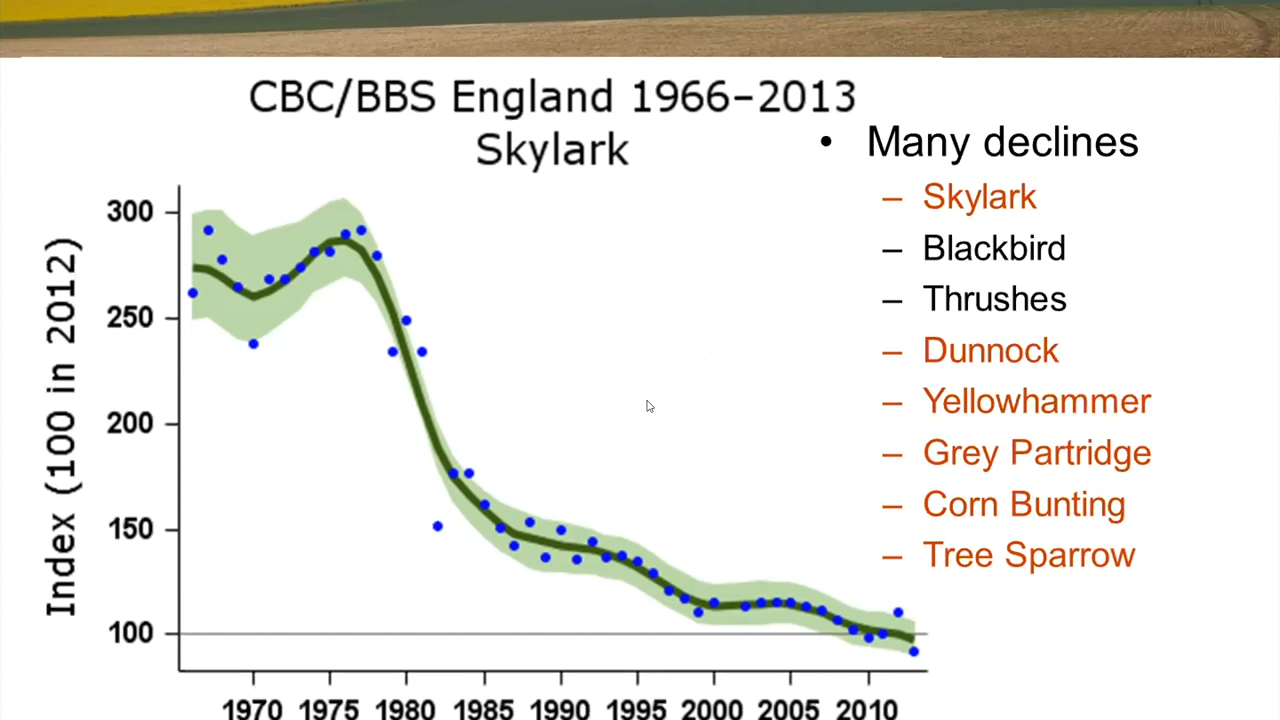 CBC/BBS England 1966–2013
Skylark
Index (100 in 2012)
300
250
200
150
100
1970 1975 1980 1985 1990 1995 2000 2005 2010
• Many declines
– Skylark
– Blackbird
– Thrushes
– Dunnock
– Yellowhammer
– Grey Partridge
– Corn Bunting
– Tree Sparrow